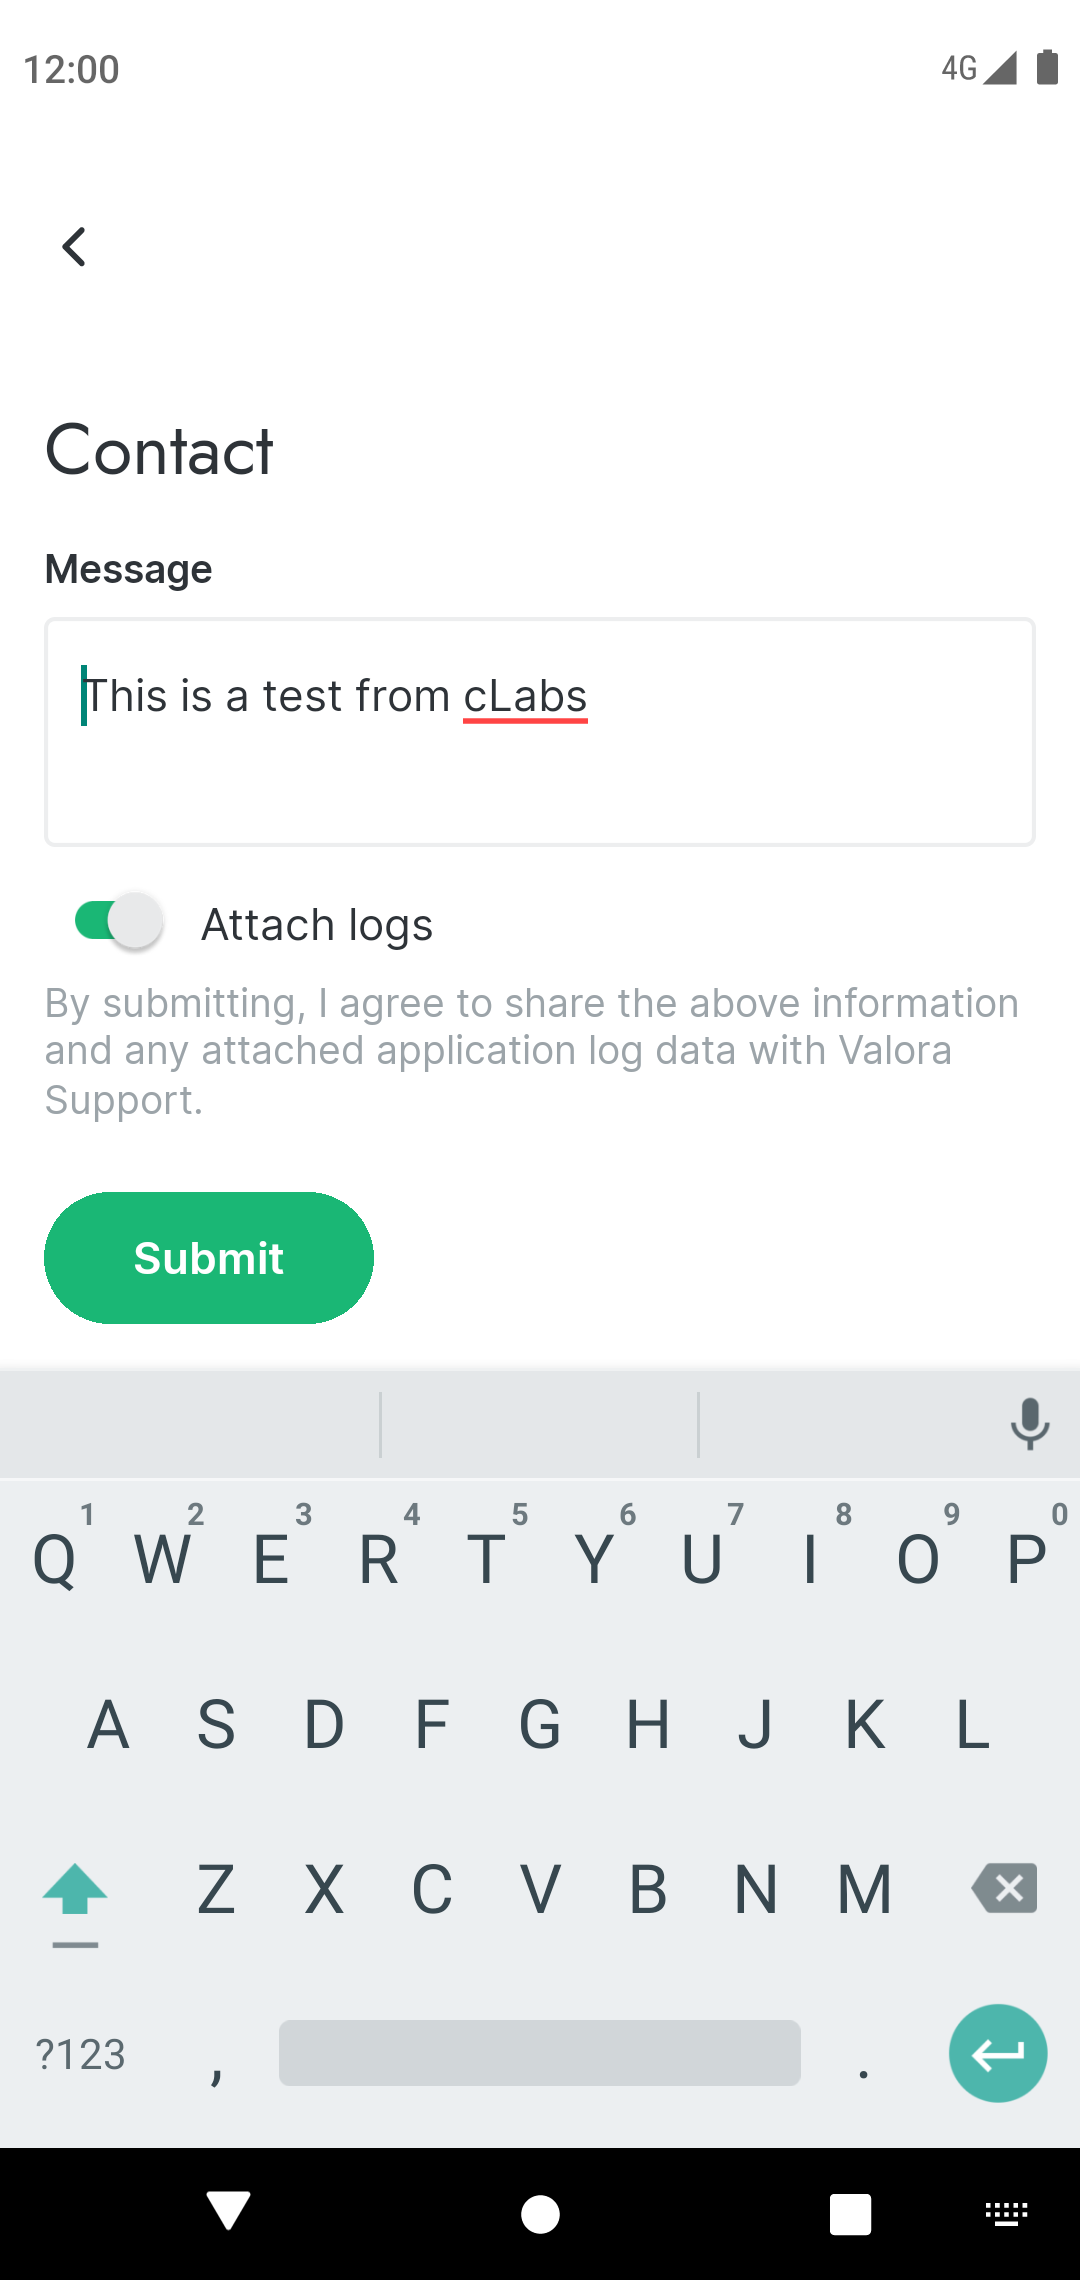 12:00
4G
Contact
Message
This is a test from cLabs
Attach logs
By submitting, I agree to share the above information
and any attached application log data with Valora
Support.
Submit
1 2 3 4 5 6 7 8 9 0
Q W E R T Y U I O P
A S D F G H J K L
Z X C V B N M
?123 , .